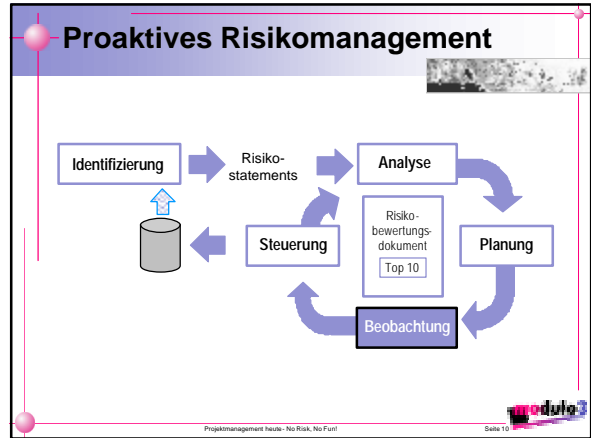 Proaktives Risikomanagement
Identifizierung
Risiko-
statements
Analyse
Steuerung
Risiko-
bewertungs-
dokument
Top 10
Planung
Beobachtung
Projektmanagement heute- No Risk, No Fun!
Seite 10
modulo3